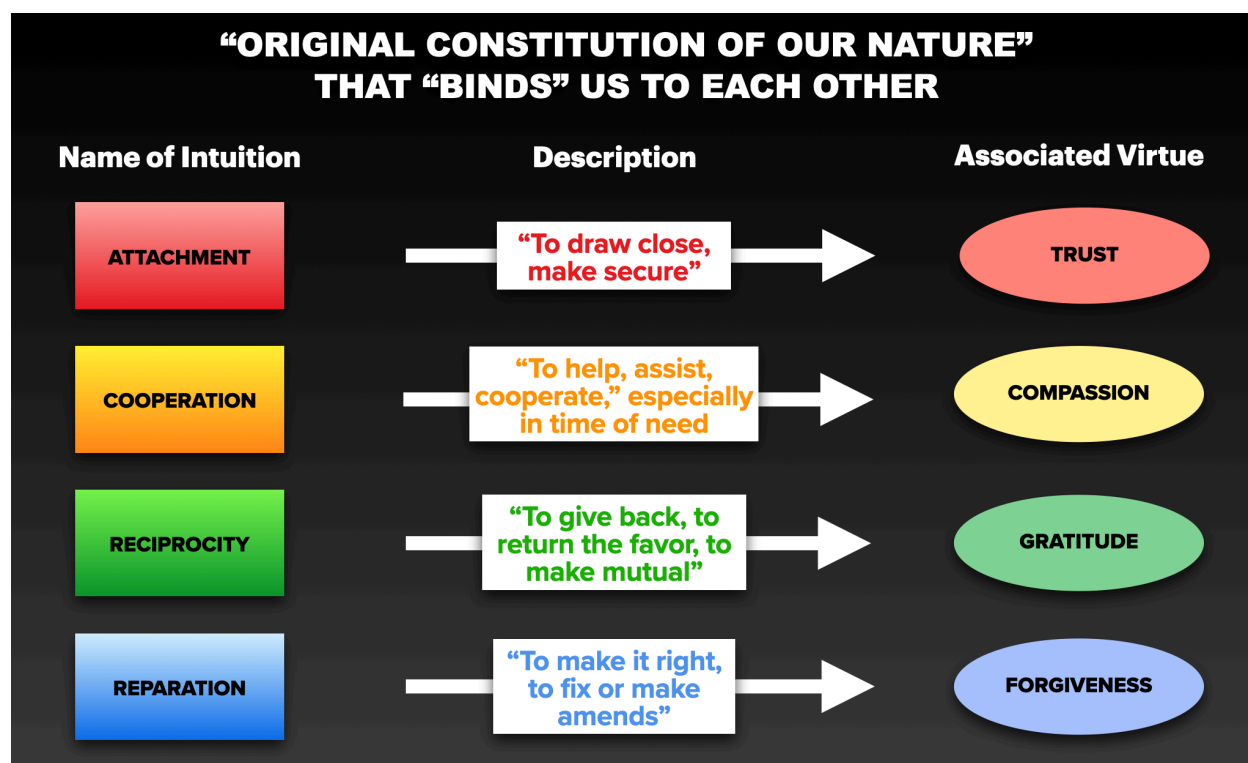 “ORIGINAL CONSTITUTION OF OUR NATURE”
THAT “BINDS” US TO EACH OTHER
Name of Intuition
Description
Associated Virtue
ATTACHMENT
“To draw close,
make secure”
TRUST
COOPERATION
“To help, assist,
cooperate,” especially
in time of need
COMPASSION
RECIPROCITY
“To give back, to
return the favor, to
make mutual”
GRATITUDE
REPARATION
“To make it right,
to fix or make
amends”
FORGIVENESS